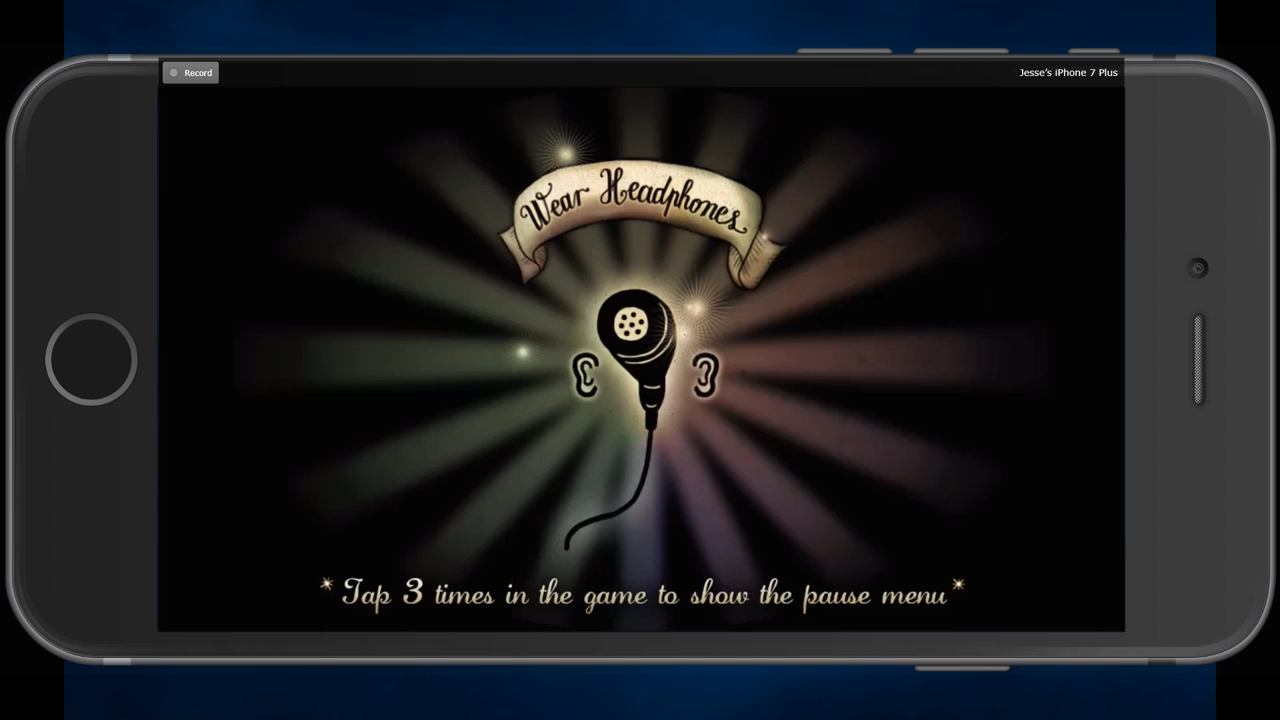 Record
Jesse's iPhone 7 Plus
Wear Headphones
*Tap 3 times in the game to show the pause menu*